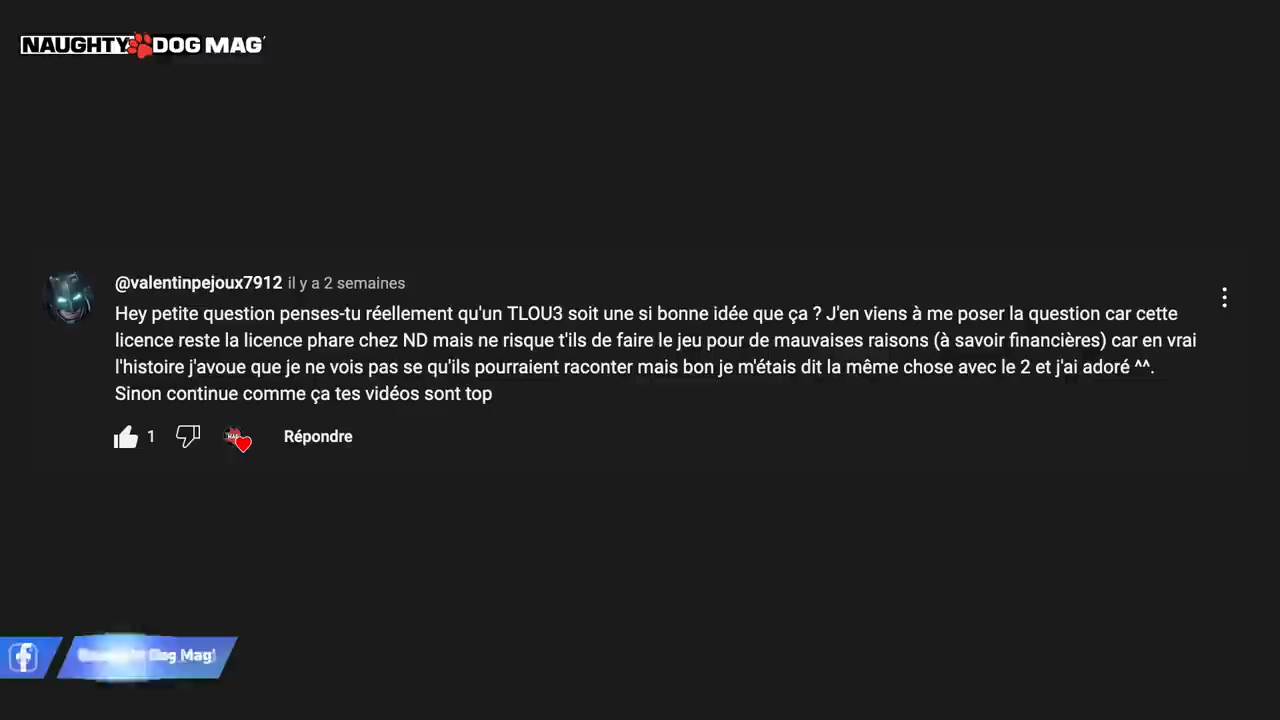 NAUGHTY DOG MAG'
@valentinpejoux7912 il y a 2 semaines
Hey petite question penses-tu réellement qu'un TLOU3 soit une si bonne idée que ça ? J'en viens à me poser la question car cette
licence reste la licence phare chez ND mais ne risque t'ils de faire le jeu pour de mauvaises raisons (à savoir financières) car en vrai
l'histoire j'avoue que je ne vois pas se qu'ils pourraient raconter mais bon je m'étais dit la même chose avec le 2 et j'ai adoré ^^.
Sinon continue comme ça tes vidéos sont top
1 Répondre
Dog Mag'